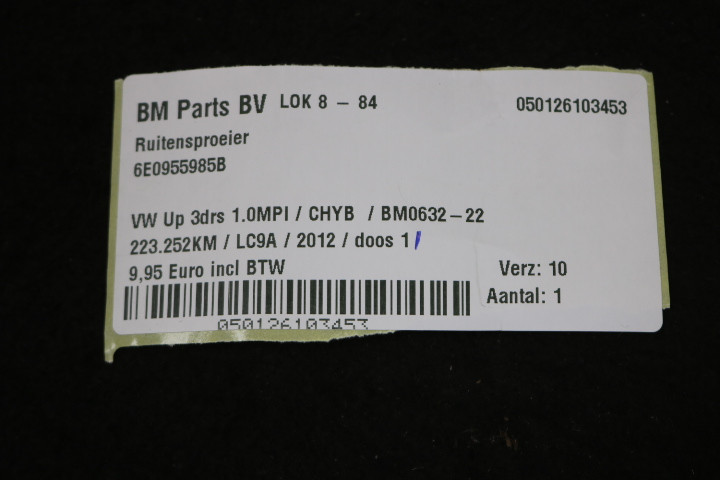 BM Parts BV LOK 8 - 84 050126103453
Ruitensproeier
6E0955985B
VW Up 3drs 1.0MPI / CHYB / BM0632-22
223.252KM / LC9A / 2012 / doos 1
9,95 Euro incl BTW Verz: 10
Aantal: 1
050126103453